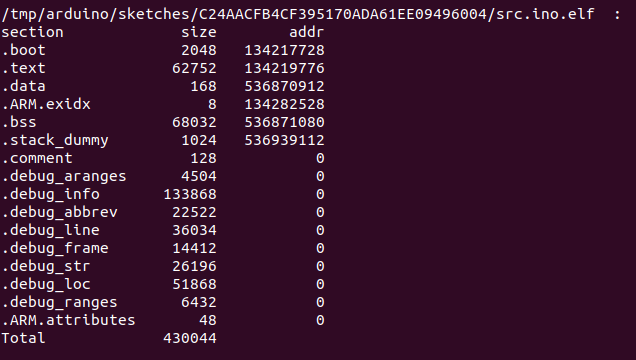 /tmp/arduino/sketches/C24AACFB4CF395170ADA61EE09496004/src.ino.elf  :
section size addr
.boot 2048 134217728
.text 62752 134219776
.data 168 536870912
.ARM.exidx 8 134282528
.bss 68032 536871080
.stack_dummy 1024 536939112
.comment 128 0
.debug_aranges 4504 0
.debug_info 133868 0
.debug_abbrev 22522 0
.debug_line 36034 0
.debug_frame 14412 0
.debug_str 26196 0
.debug_loc 51868 0
.debug_ranges 6432 0
.ARM.attributes 48 0
Total 430044